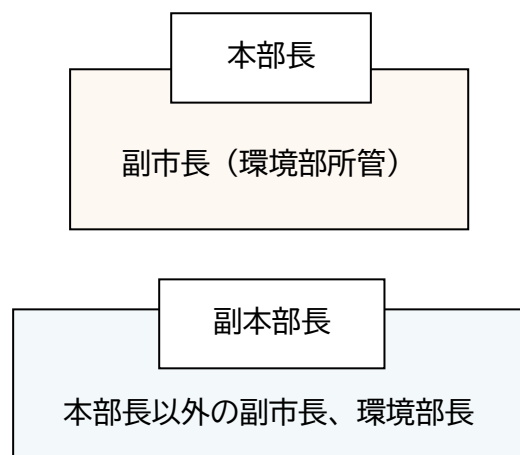 本部長
副市長（環境部所管）
副本部長
本部長以外の副市長、環境部長